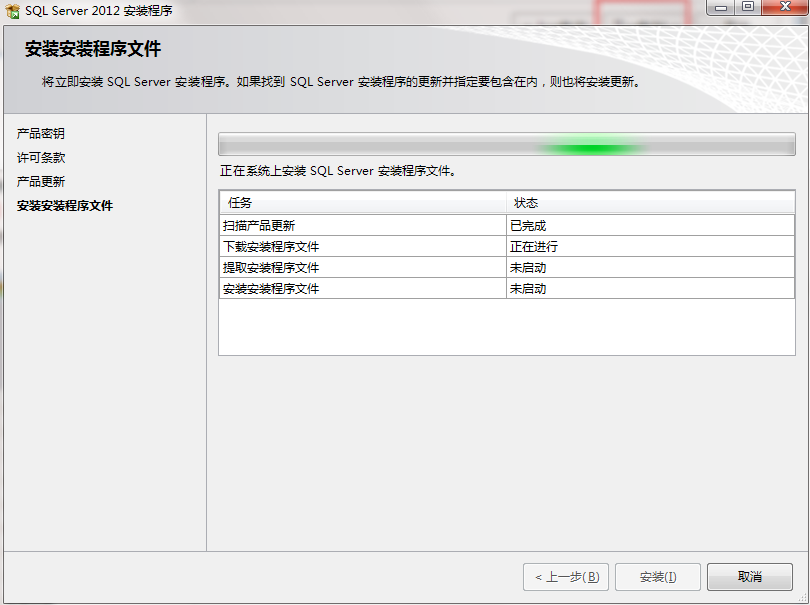 SQL Server 2012 安装程序
安装安装程序文件
将立即安装 SQL Server 安装程序。如果找到 SQL Server 安装程序的更新并指定要包含在内，则也将安装更新。
产品密钥
许可条款
产品更新
安装安装程序文件
正在系统上安装 SQL Server 安装程序文件。
任务 状态
扫描产品更新 已完成
下载安装程序文件 正在进行
提取安装程序文件 未启动
安装安装程序文件 未启动
< 上一步(B) 安装(I) 取消